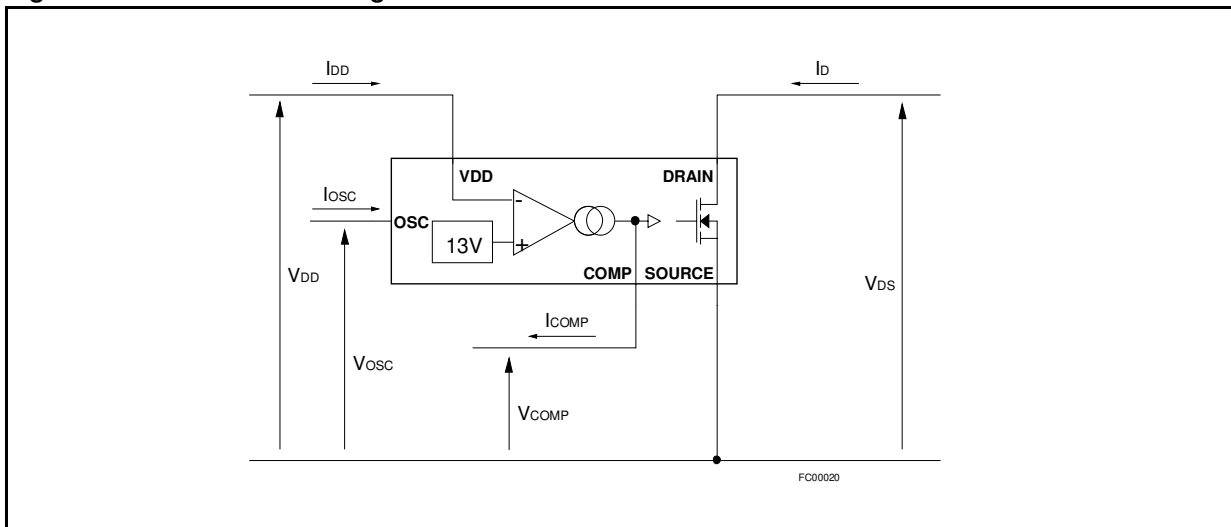 IDD
ID
VDD
DRAIN
IOSC
OSC
-
13V
+
COMP
SOURCE
VDD
VDS
ICOMP
VOSC
VCOMP
FC00020